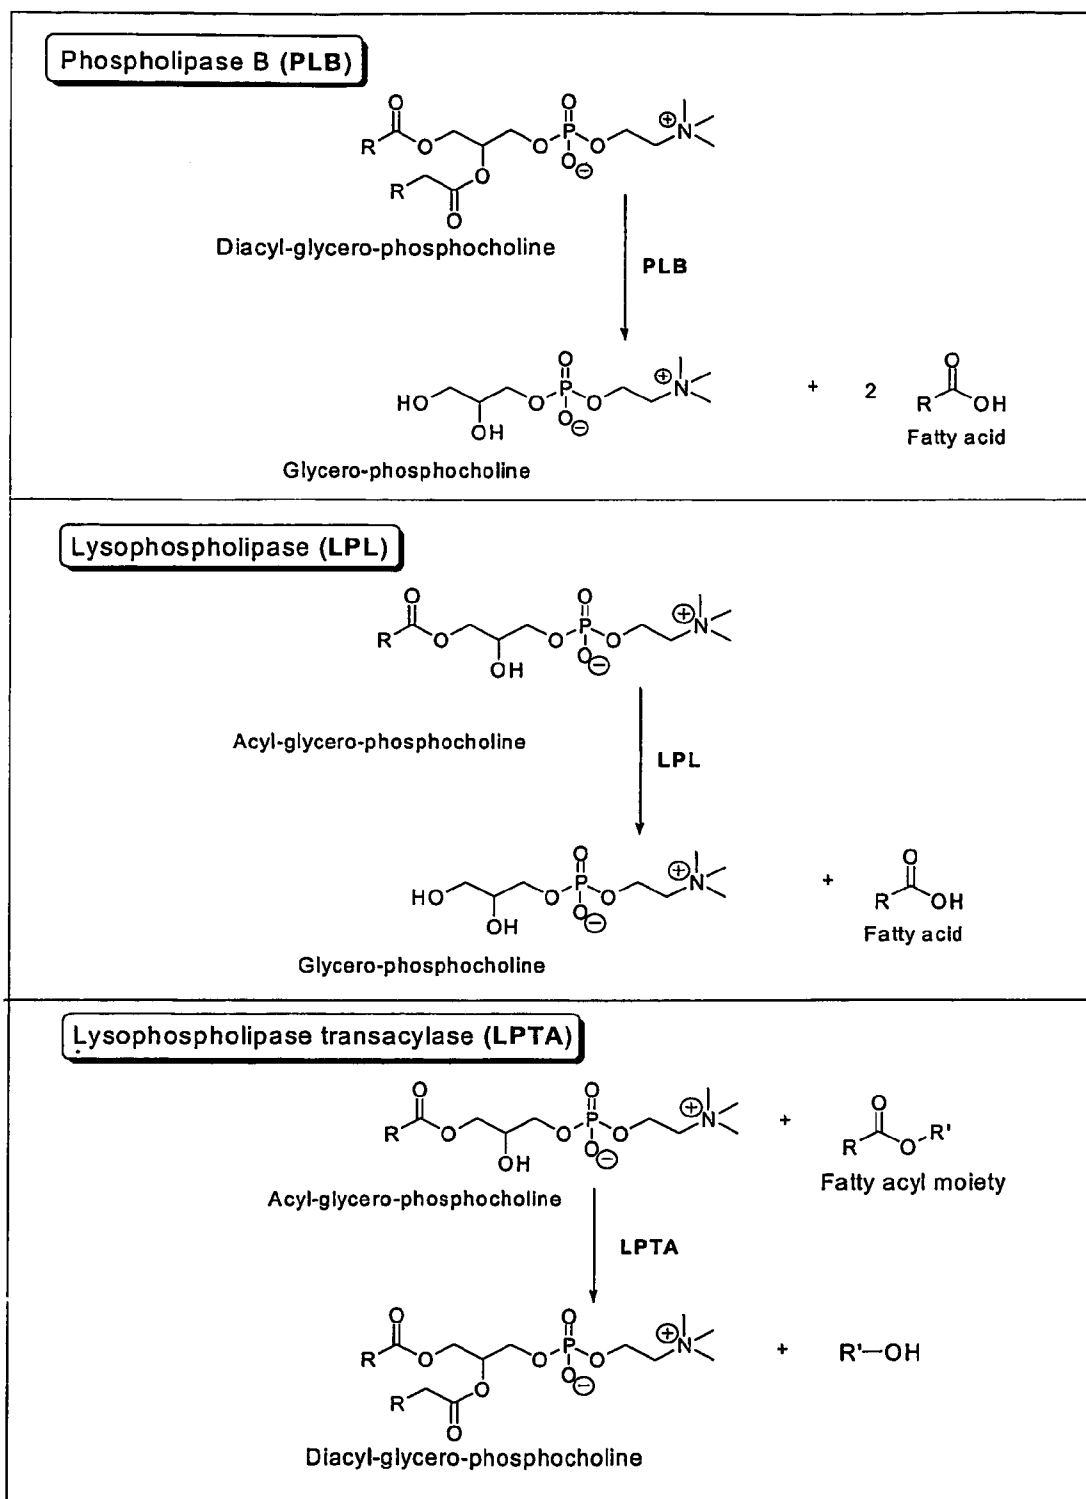 Phospholipase B (PLB)
O
O
R
O
O
P
O
N
⊕
O⊖
R
O
O
Diacyl-glycero-phosphocholine
PLB
O
O
HO
O
P
O
N
⊕
+
2
R
OH
O⊖
OH
Fatty acid
Glycero-phosphocholine
Lysophospholipase (LPL)
O
O
R
O
O
P
O
N
⊕
O⊖
OH
Acyl-glycero-phosphocholine
LPL
O
O
HO
O
P
O
N
⊕
+
R
OH
O⊖
OH
Fatty acid
Glycero-phosphocholine
Lysophospholipase transacylase (LPTA)
O
O
O
R
O
O
P
O
N
⊕
+
R
O
R'
O⊖
OH
Fatty acyl moiety
Acyl-glycero-phosphocholine
LPTA
O
O
R
O
O
P
O
N
⊕
+
R'—OH
O⊖
R
O
O
Diacyl-glycero-phosphocholine